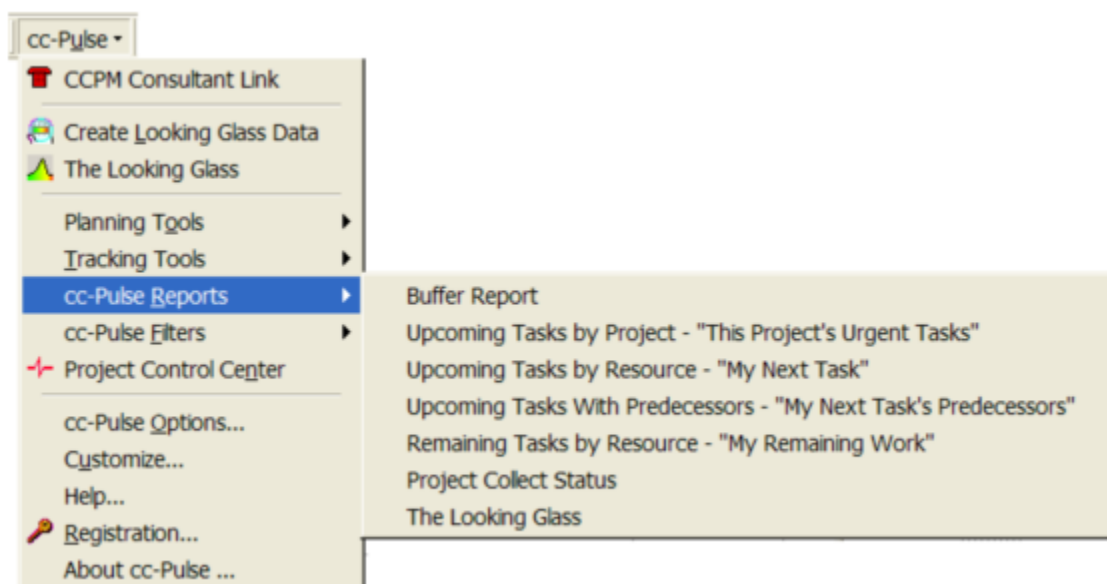 cc-Pulse
CCPM Consultant Link
Create Looking Glass Data
The Looking Glass
Planning Tools
Tracking Tools
cc-Pulse Reports
Buffer Report
Upcoming Tasks by Project - "This Project's Urgent Tasks"
Upcoming Tasks by Resource - "My Next Task"
Upcoming Tasks With Predecessors - "My Next Task's Predecessors"
Remaining Tasks by Resource - "My Remaining Work"
Project Collect Status
The Looking Glass
cc-Pulse Filters
Project Control Center
cc-Pulse Options...
Customize...
Help...
Registration...
About cc-Pulse ...